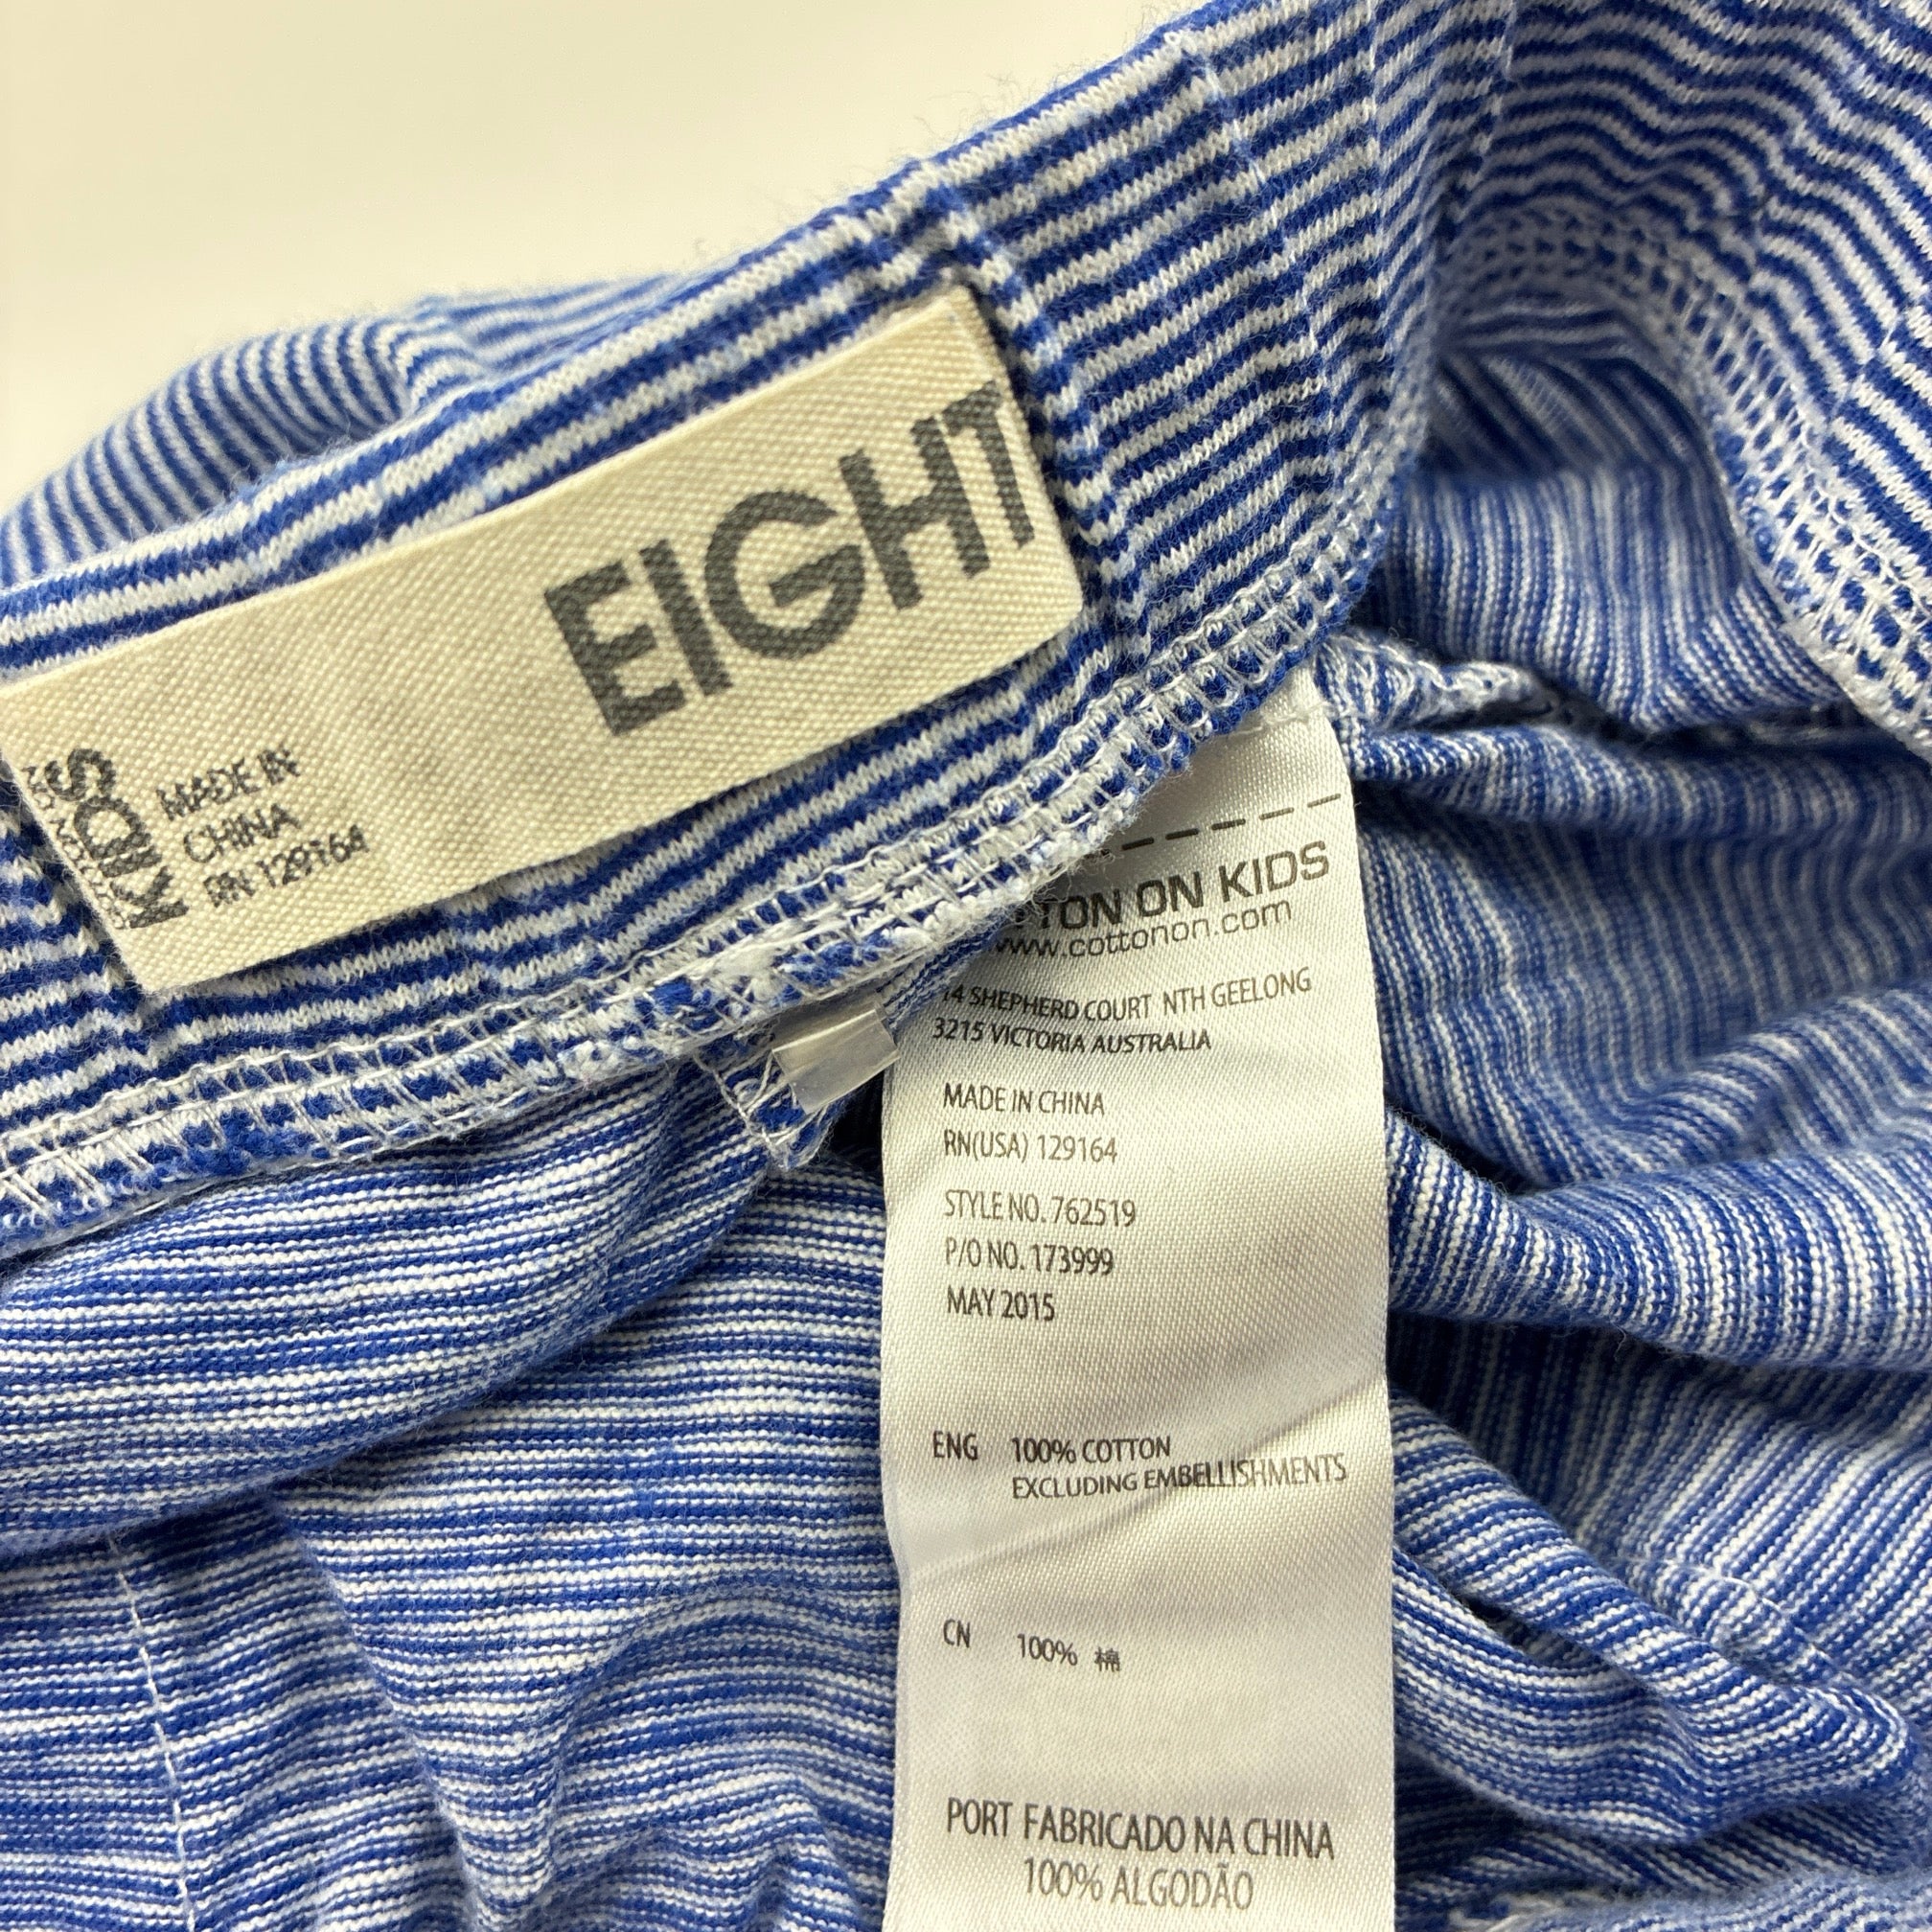 EIGHT
KIDS
MADE IN
CHINA
RN 129164
TON ON KIDS
www.cottonon.com
14 SHEPHERD COURT NTH GEELONG
3215 VICTORIA AUSTRALIA
MADE IN CHINA
RN(USA) 129164
STYLE NO. 762519
P/O NO. 173999
MAY 2015
ENG 100% COTTON
EXCLUDING EMBELLISHMENTS
CN 100% 棉
PORT FABRICADO NA CHINA
100% ALGODÃO